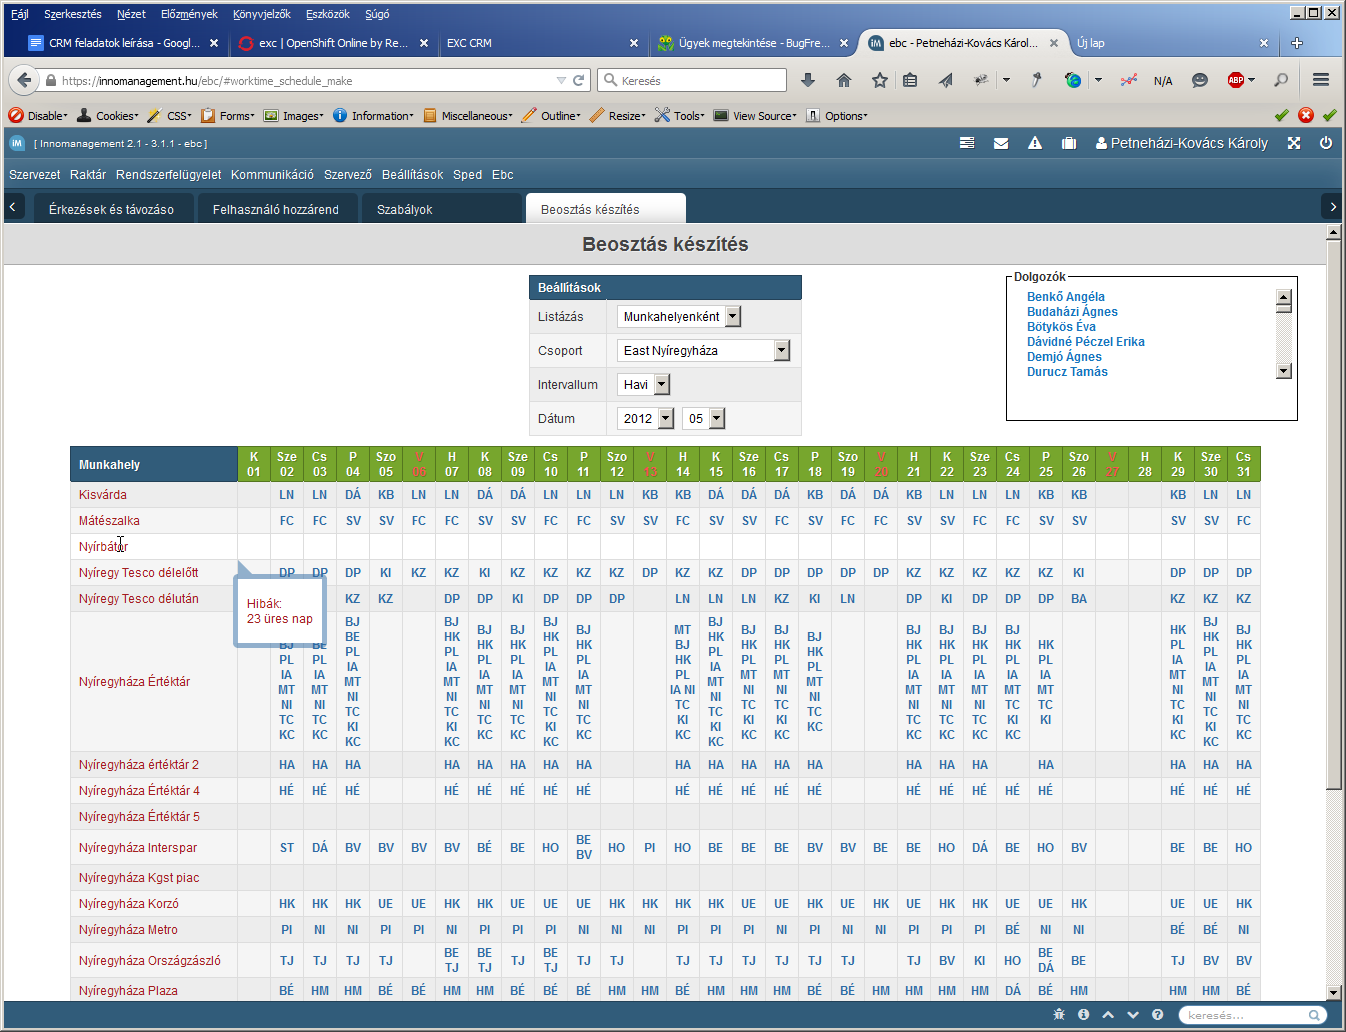 Fájl Szerkesztés Nézet Előzmények Könyvjelzők Eszközök Súgó
CRM feladatok leírása - Googl...
exc | OpenShift Online by Re...
EXC CRM
Ügyek megtekintése - BugFre...
ebc - Petneházi-Kovács Károl...
Új lap
https://innomanagement.hu/ebc/#worktime_schedule_make
Keresés
N/A
ABP
Disable Cookies CSS Forms Images Information Miscellaneous Outline Resize Tools View Source Options
iM [ Innomanagement 2.1 - 3.1.1 - ebc ]
Petneházi-Kovács Károly
Szervezet Raktár Rendszerfelügyelet Kommunikáció Szervező Beállítások Sped Ebc
Érkezések és távozáso
Felhasználó hozzárend
Szabályok
Beosztás készítés
Beosztás készítés
Beállítások
Listázás Munkahelyenként
Csoport East Nyíregyháza
Intervallum Havi
Dátum 2012 05
Dolgozók
Benkő Angéla
Budaházi Ágnes
Bötykös Éva
Dávidné Péczel Erika
Demjó Ágnes
Durucz Tamás
Munkahely K 01 Sze 02 Cs 03 P 04 Szo 05 V 06 H 07 K 08 Sze 09 Cs 10 P 11 Szo 12 V 13 H 14 K 15 Sze 16 Cs 17 P 18 Szo 19 V 20 H 21 K 22 Sze 23 Cs 24 P 25 Szo 26 V 27 H 28 K 29 Sze 30 Cs 31
Kisvárda LN LN DÁ KB LN LN DÁ DÁ LN LN LN KB KB DÁ DÁ DÁ KB DÁ DÁ KB LN LN LN KB KB KB LN LN
Mátészalka FC FC SV SV FC FC SV SV FC FC SV SV FC SV SV FC FC SV FC FC SV SV FC FC SV SV SV SV FC
Nyírbátor
Nyíregy Tesco délelőtt DP DP DP KI KZ KZ KI KZ KZ KZ KZ DP KZ KZ DP DP DP DP DP KZ KZ KZ KZ KZ KI DP DP DP
Nyíregy Tesco délután KZ KZ DP DP KI DP DP DP LN LN LN KZ KI LN DP KI DP DP DP BA KZ KZ KZ
Hibák:
23 üres nap
Nyíregyháza Értéktár
BJ PL IA MT NI TC KC
BE PL IA MT NI TC KC
BJ BE PL IA MT NI TC KI KC
BJ HK PL IA MT NI TC KI KC
BJ HK PL IA MT NI TC KC
BJ HK PL IA MT NI TC KC
BJ HK PL IA MT NI TC KI KC
BJ HK PL IA MT NI TC KC
MT BJ HK PL IA NI TC KI KC
BJ HK PL IA MT NI TC KI KC
BJ HK PL IA MT NI TC KI KC
BJ HK PL IA MT NI TC KI KC
BJ HK PL IA MT NI TC KC
BJ HK PL IA MT NI TC KC
BJ HK PL IA MT NI TC KC
BJ HK PL IA MT NI TC KC
BJ HK PL IA MT NI TC KI KC
HK PL IA MT TC KI
HK PL IA MT NI TC KC
BJ HK PL IA MT NI TC KI KC
BJ HK PL IA MT NI TC KC
Nyíregyháza értéktár 2 HA HA HA HA HA HA HA HA HA HA HA HA HA HA HA HA HA HA HA HA
Nyíregyháza Értéktár 4 HÉ HÉ HÉ HÉ HÉ HÉ HÉ HÉ HÉ HÉ HÉ HÉ HÉ HÉ HÉ HÉ HÉ HÉ HÉ HÉ HÉ
Nyíregyháza Értéktár 5
Nyíregyháza Interspar ST DÁ BV BV BV BV BÉ BE HO BE BV HO PI HO BE BE BE BV BV BE BE HO DÁ BE HO BV BE BE HO
Nyíregyháza Kgst piac
Nyíregyháza Korzó HK HK HK UE UE HK HK UE UE UE HK HK HK HK UE UE HK UE HK UE HK HK UE UE HK UE UE HK
Nyíregyháza Metro PI NI NI PI PI NI PI PI PI NI NI NI PI PI PI NI PI NI NI PI PI PI BÉ NI NI BÉ BÉ NI
Nyíregyháza Országzászló TJ TJ TJ TJ BE TJ BE TJ TJ BE TJ TJ TJ TJ TJ TJ TJ TJ TJ TJ BV KI HO BE DÁ BE TJ BV BV
Nyíregyháza Plaza BÉ HM HM BÉ BÉ HM HM BÉ BÉ BÉ HM HM BÉ HM HM HM BÉ BÉ HM HM HM HM DÁ BÉ HM HM HM BÉ
keresés...